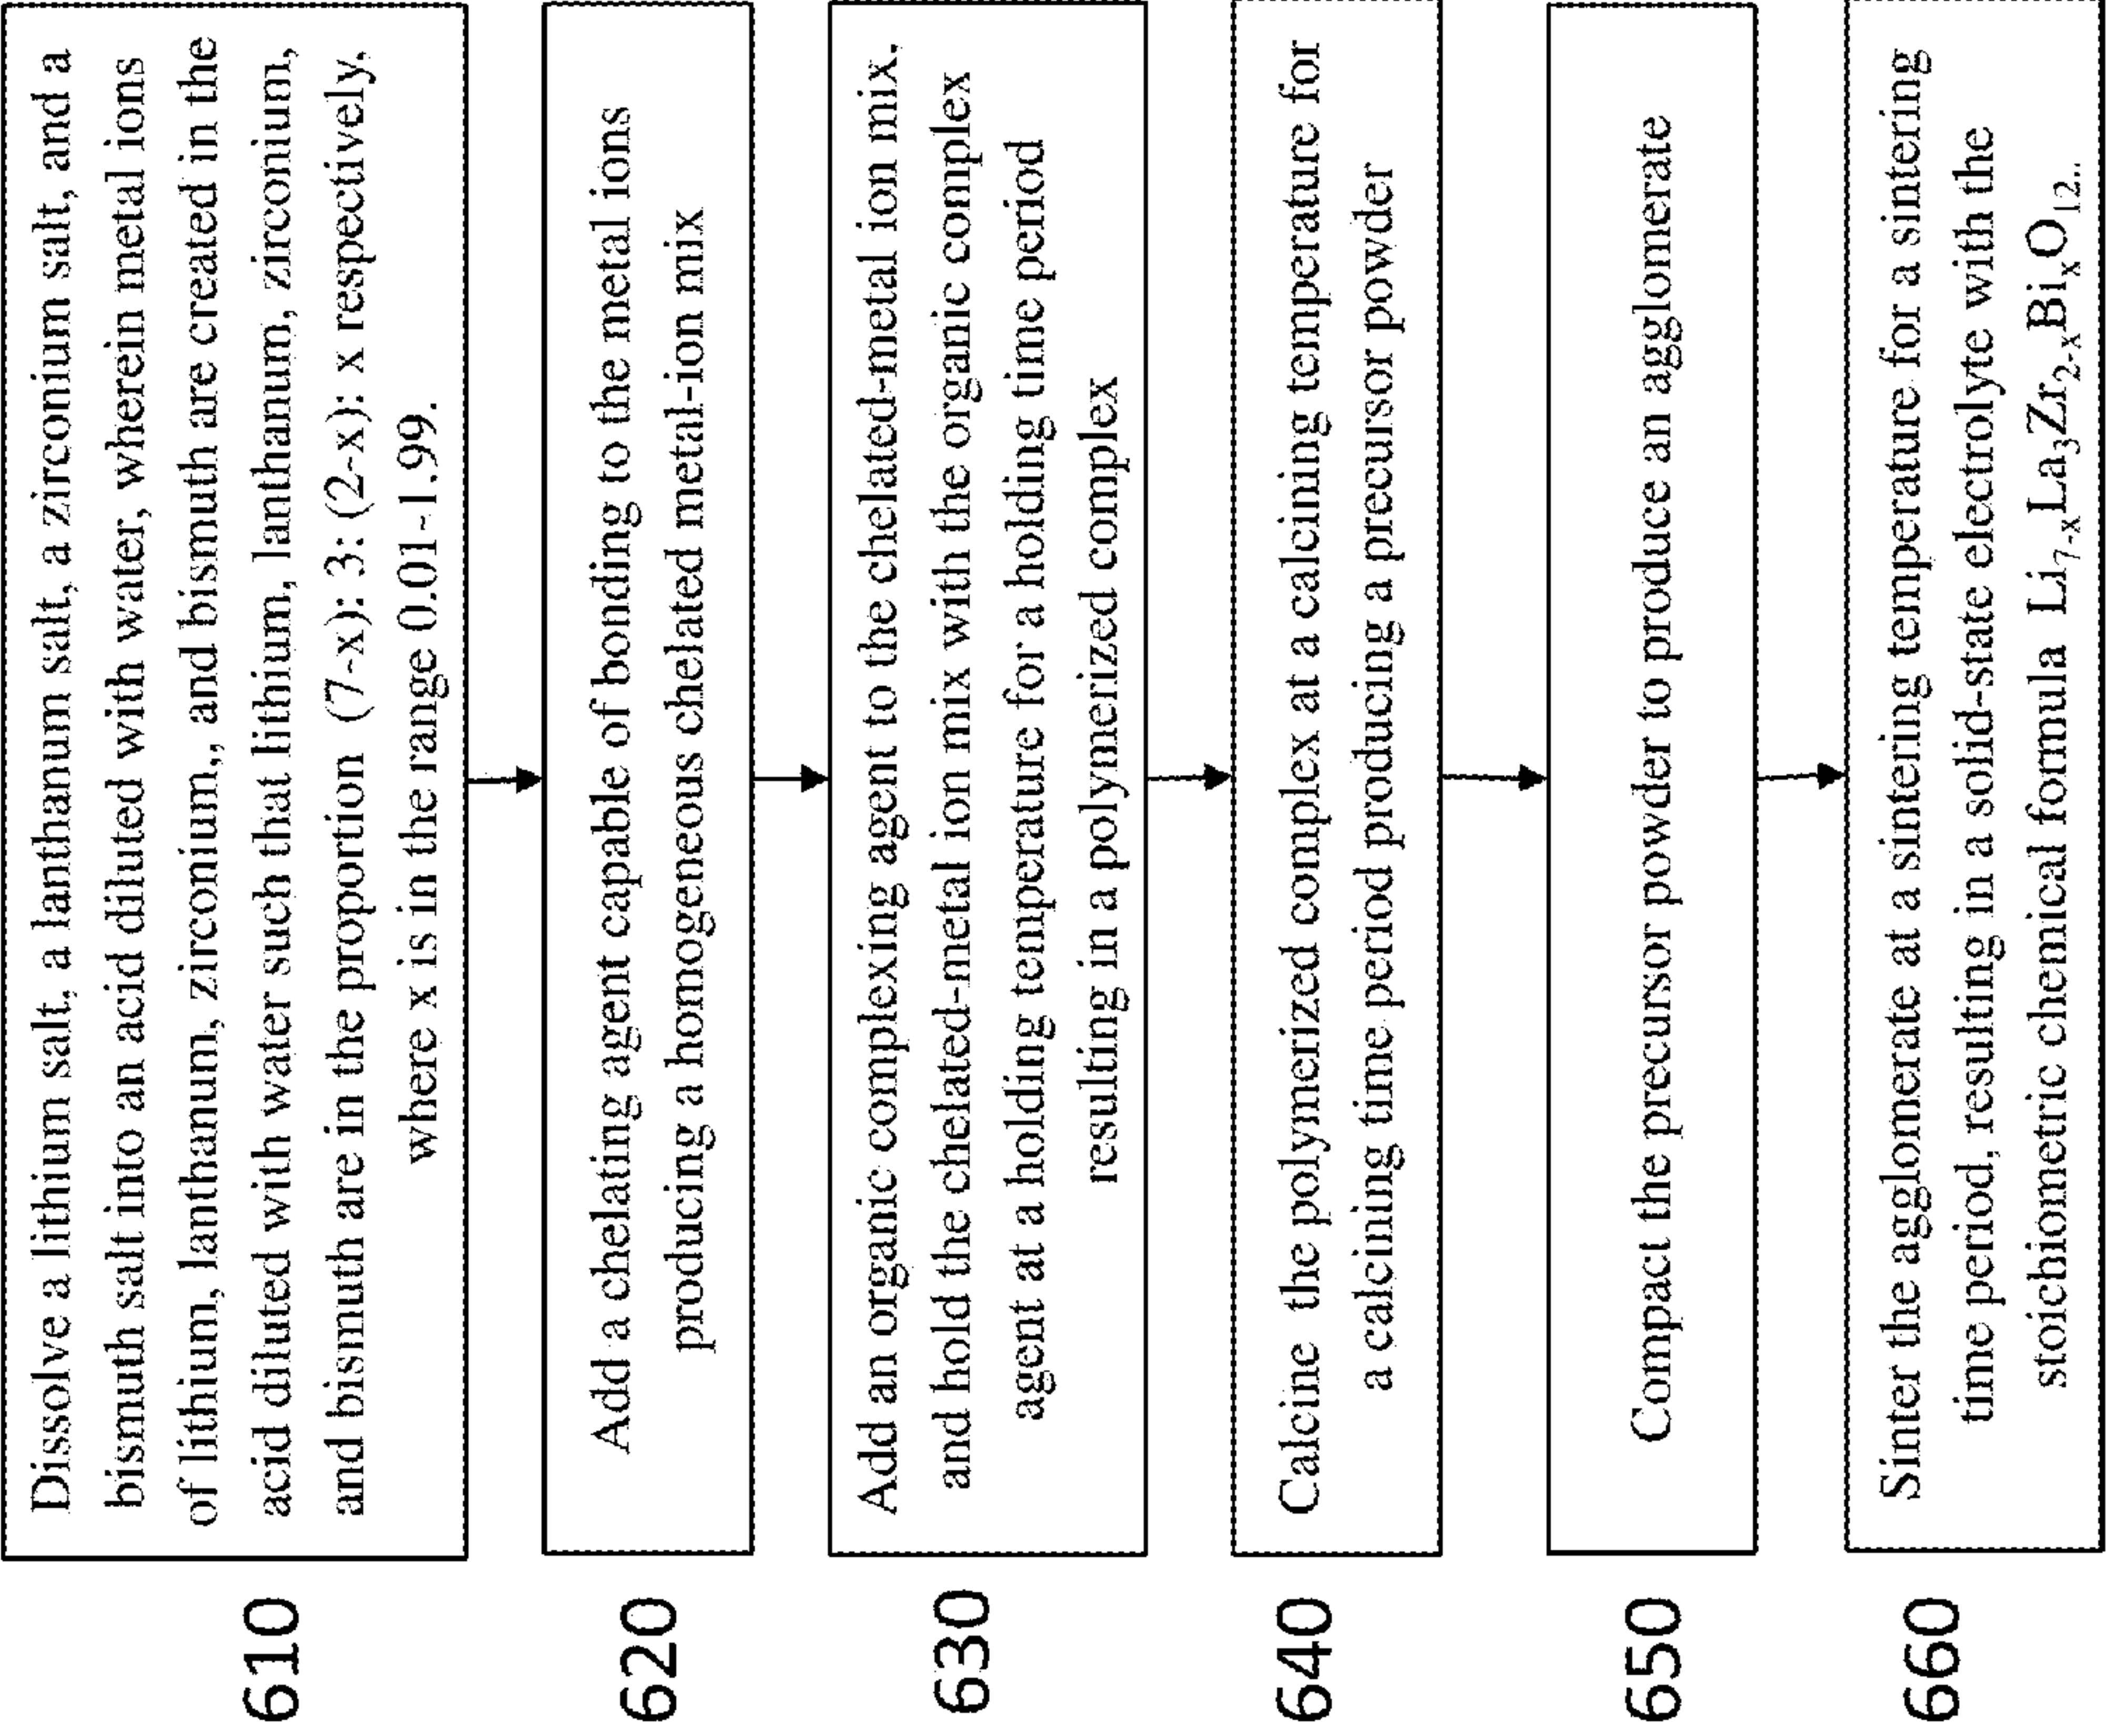 610
Dissolve a lithium salt, a lanthanum salt, a zirconium salt, and a
bismuth salt into an acid diluted with water, wherein metal ions
of lithium, lanthanum, zirconium,, and bismuth are created in the
acid diluted with water such that lithium, lanthanum, zirconium,
and bismuth are in the proportion (7-x): 3: (2-x): x respectively,
where x is in the range 0.01-1.99.
620
Add a chelating agent capable of bonding to the metal ions
producing a homogeneous chelated metal-ion mix
630
Add an organic complexing agent to the chelated-metal ion mix,
and hold the chelated-metal ion mix with the organic complex
agent at a holding temperature for a holding time period
resulting in a polymerized complex
640
Calcine the polymerized complex at a calcining temperature for
a calcining time period producing a precursor powder
650
Compact the precursor powder to produce an agglomerate
660
Sinter the agglomerate at a sintering temperature for a sintering
time period, resulting in a solid-state electrolyte with the
stoichiometric chemical formula Li₇₋ₓLa₃Zr₂₋ₓBiₓO₁₂..